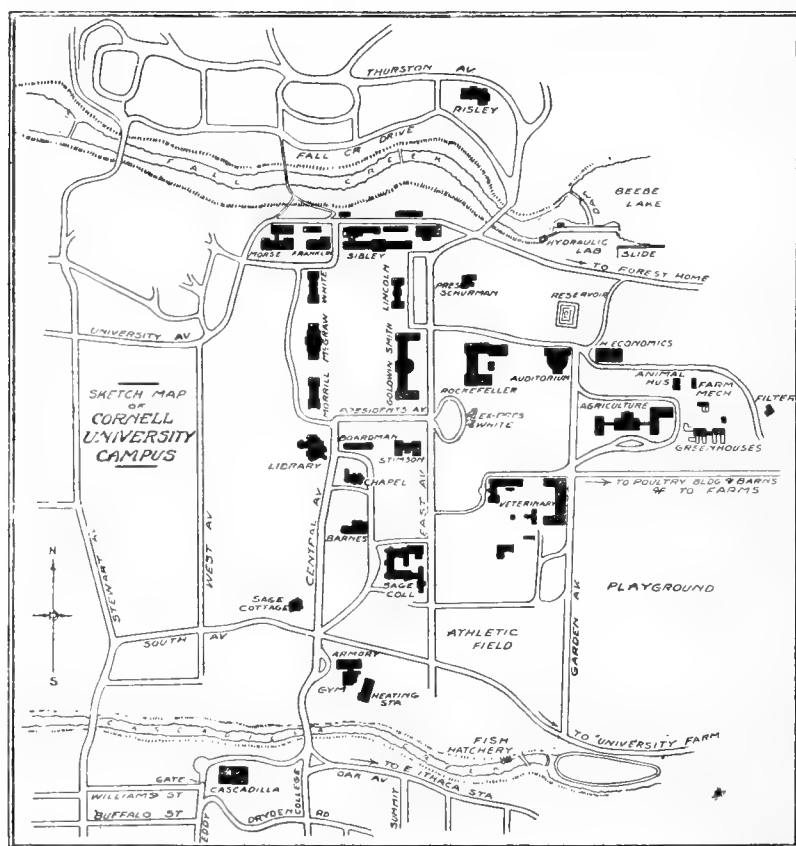 THURSTON AV
RISLEY
FALL CR DRIVE
FALL CREEK
BEEBE
LAKE
DAM
HYDRAULIC
LAB
SLIDE
MORSE
FRANKLIN
SIBLEY
TO FOREST HOME
WHITE
LINCOLN
PRES
SCHURMAN
RESERVOIR
UNIVERSITY AV
McGRAW
GOLDWIN SMITH
H. ECONOMICS
ROCKEFELLER
AUDITORIUM
ANIMAL
HUS
FARM
MECH
FILTER
SKETCH MAP
OF
CORNELL
UNIVERSITY
CAMPUS
MORRILL
PRESIDENTS AV
EX-PRES
WHITE
AGRICULTURE
GREENHOUSES
LIBRARY
BOARDMAN
STIMSON
CHAPEL
TO POULTRY BLDG & BARNS
& TO FARMS
VETERINARY
EAST AV
CENTRAL AV
BARNES
STEWART AV
WEST AV
N
S
SAGE
COLL
SAGE
COTTAGE
PLAYGROUND
GARDEN AV
SOUTH AV
ATHLETIC
FIELD
ARMORY
GYM
HEATING
STA
TO UNIVERSITY FARM
FISH
HATCHERY
GATE
CASCADILLA
TO E ITHACA STA
OAK AV
WILLIAMS ST
BUFFALO ST
EDDY
DRYDEN RD
COLLEGE
SUMMIT